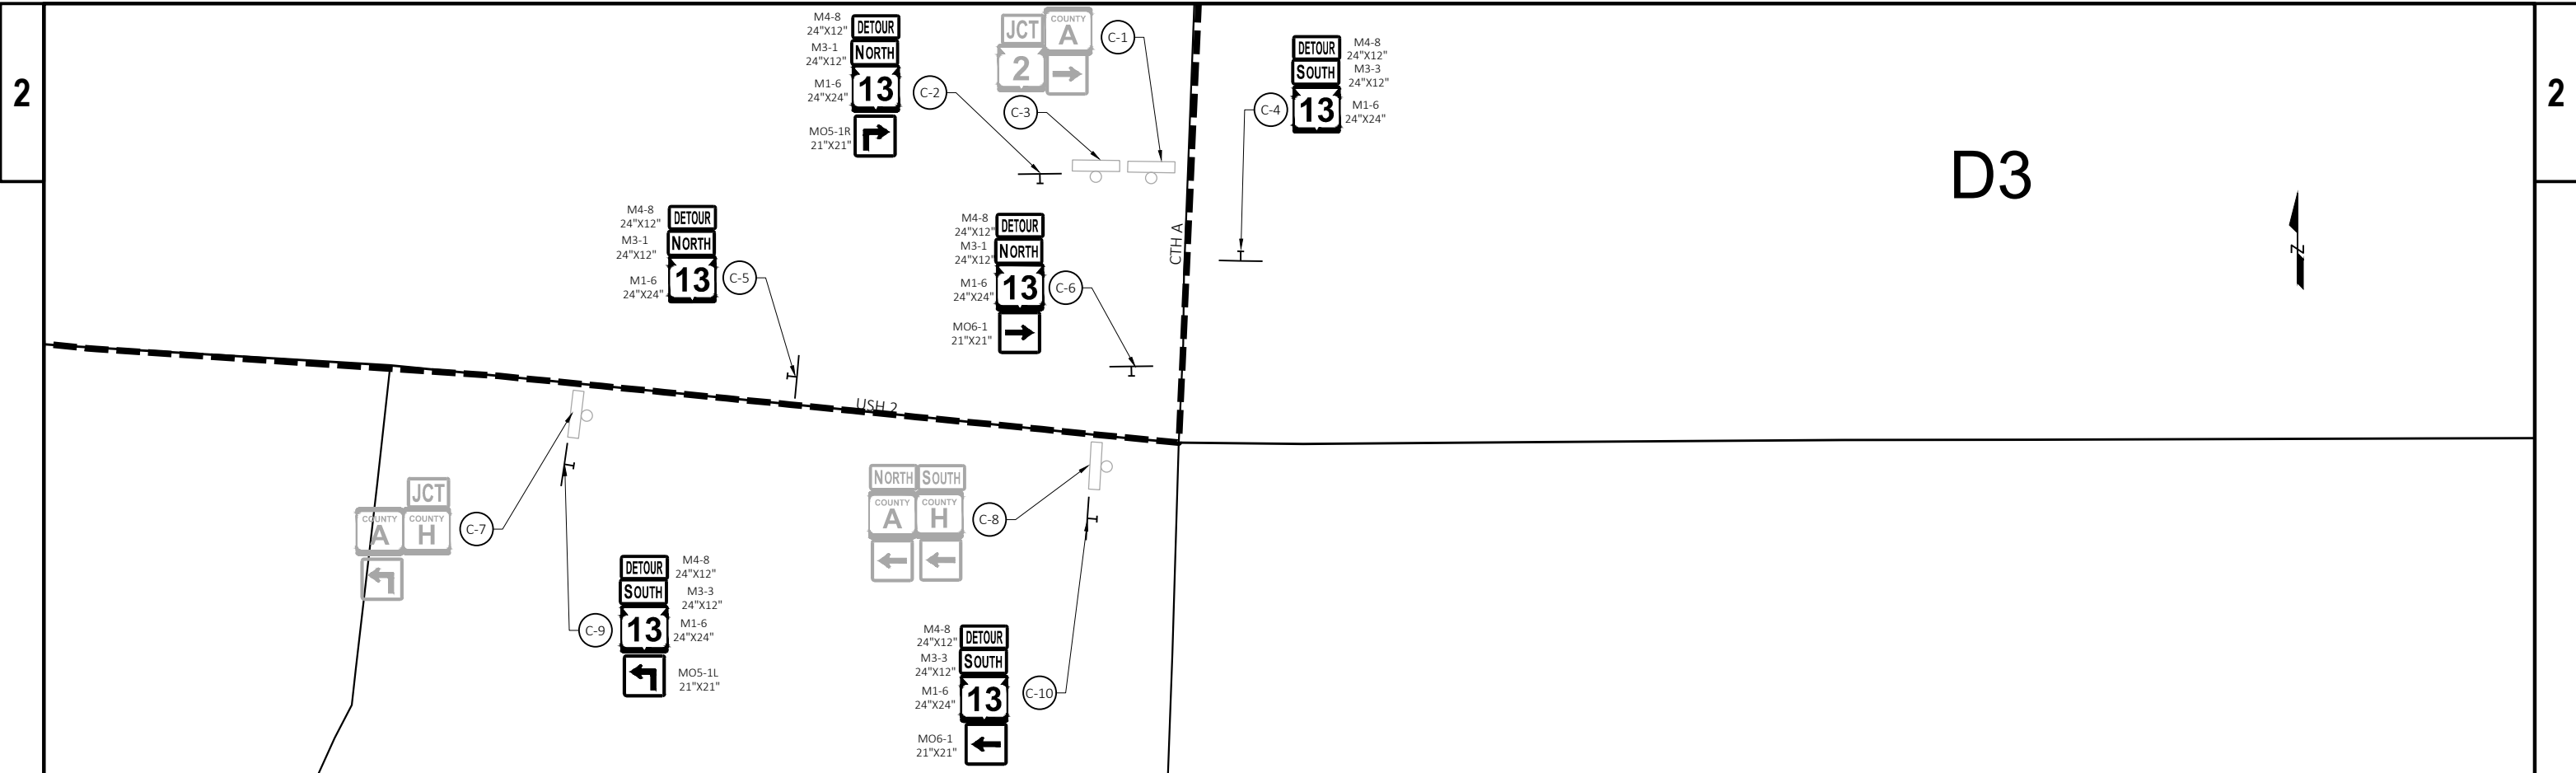 2
M4-8
24"X12"
DETOUR
M3-1
24"X12"
NORTH
M1-6
24"X24"
13
MO5-1R
21"X21"
C-2
JCT
COUNTY
A
2
C-1
C-3
C-4
DETOUR
M4-8
24"X12"
SOUTH
M3-3
24"X12"
13
M1-6
24"X24"
D3
2
M4-8
24"X12"
DETOUR
M3-1
24"X12"
NORTH
M1-6
24"X24"
13
C-5
M4-8
24"X12"
DETOUR
M3-1
24"X12"
NORTH
M1-6
24"X24"
13
MO6-1
21"X21"
C-6
CTH A
N
USH 2
JCT
COUNTY
A
COUNTY
H
C-7
NORTH
SOUTH
COUNTY
A
COUNTY
H
C-8
C-9
DETOUR
M4-8
24"X12"
SOUTH
M3-3
24"X12"
13
M1-6
24"X24"
MO5-1L
21"X21"
M4-8
24"X12"
DETOUR
M3-3
24"X12"
SOUTH
M1-6
24"X24"
13
MO6-1
21"X21"
C-10